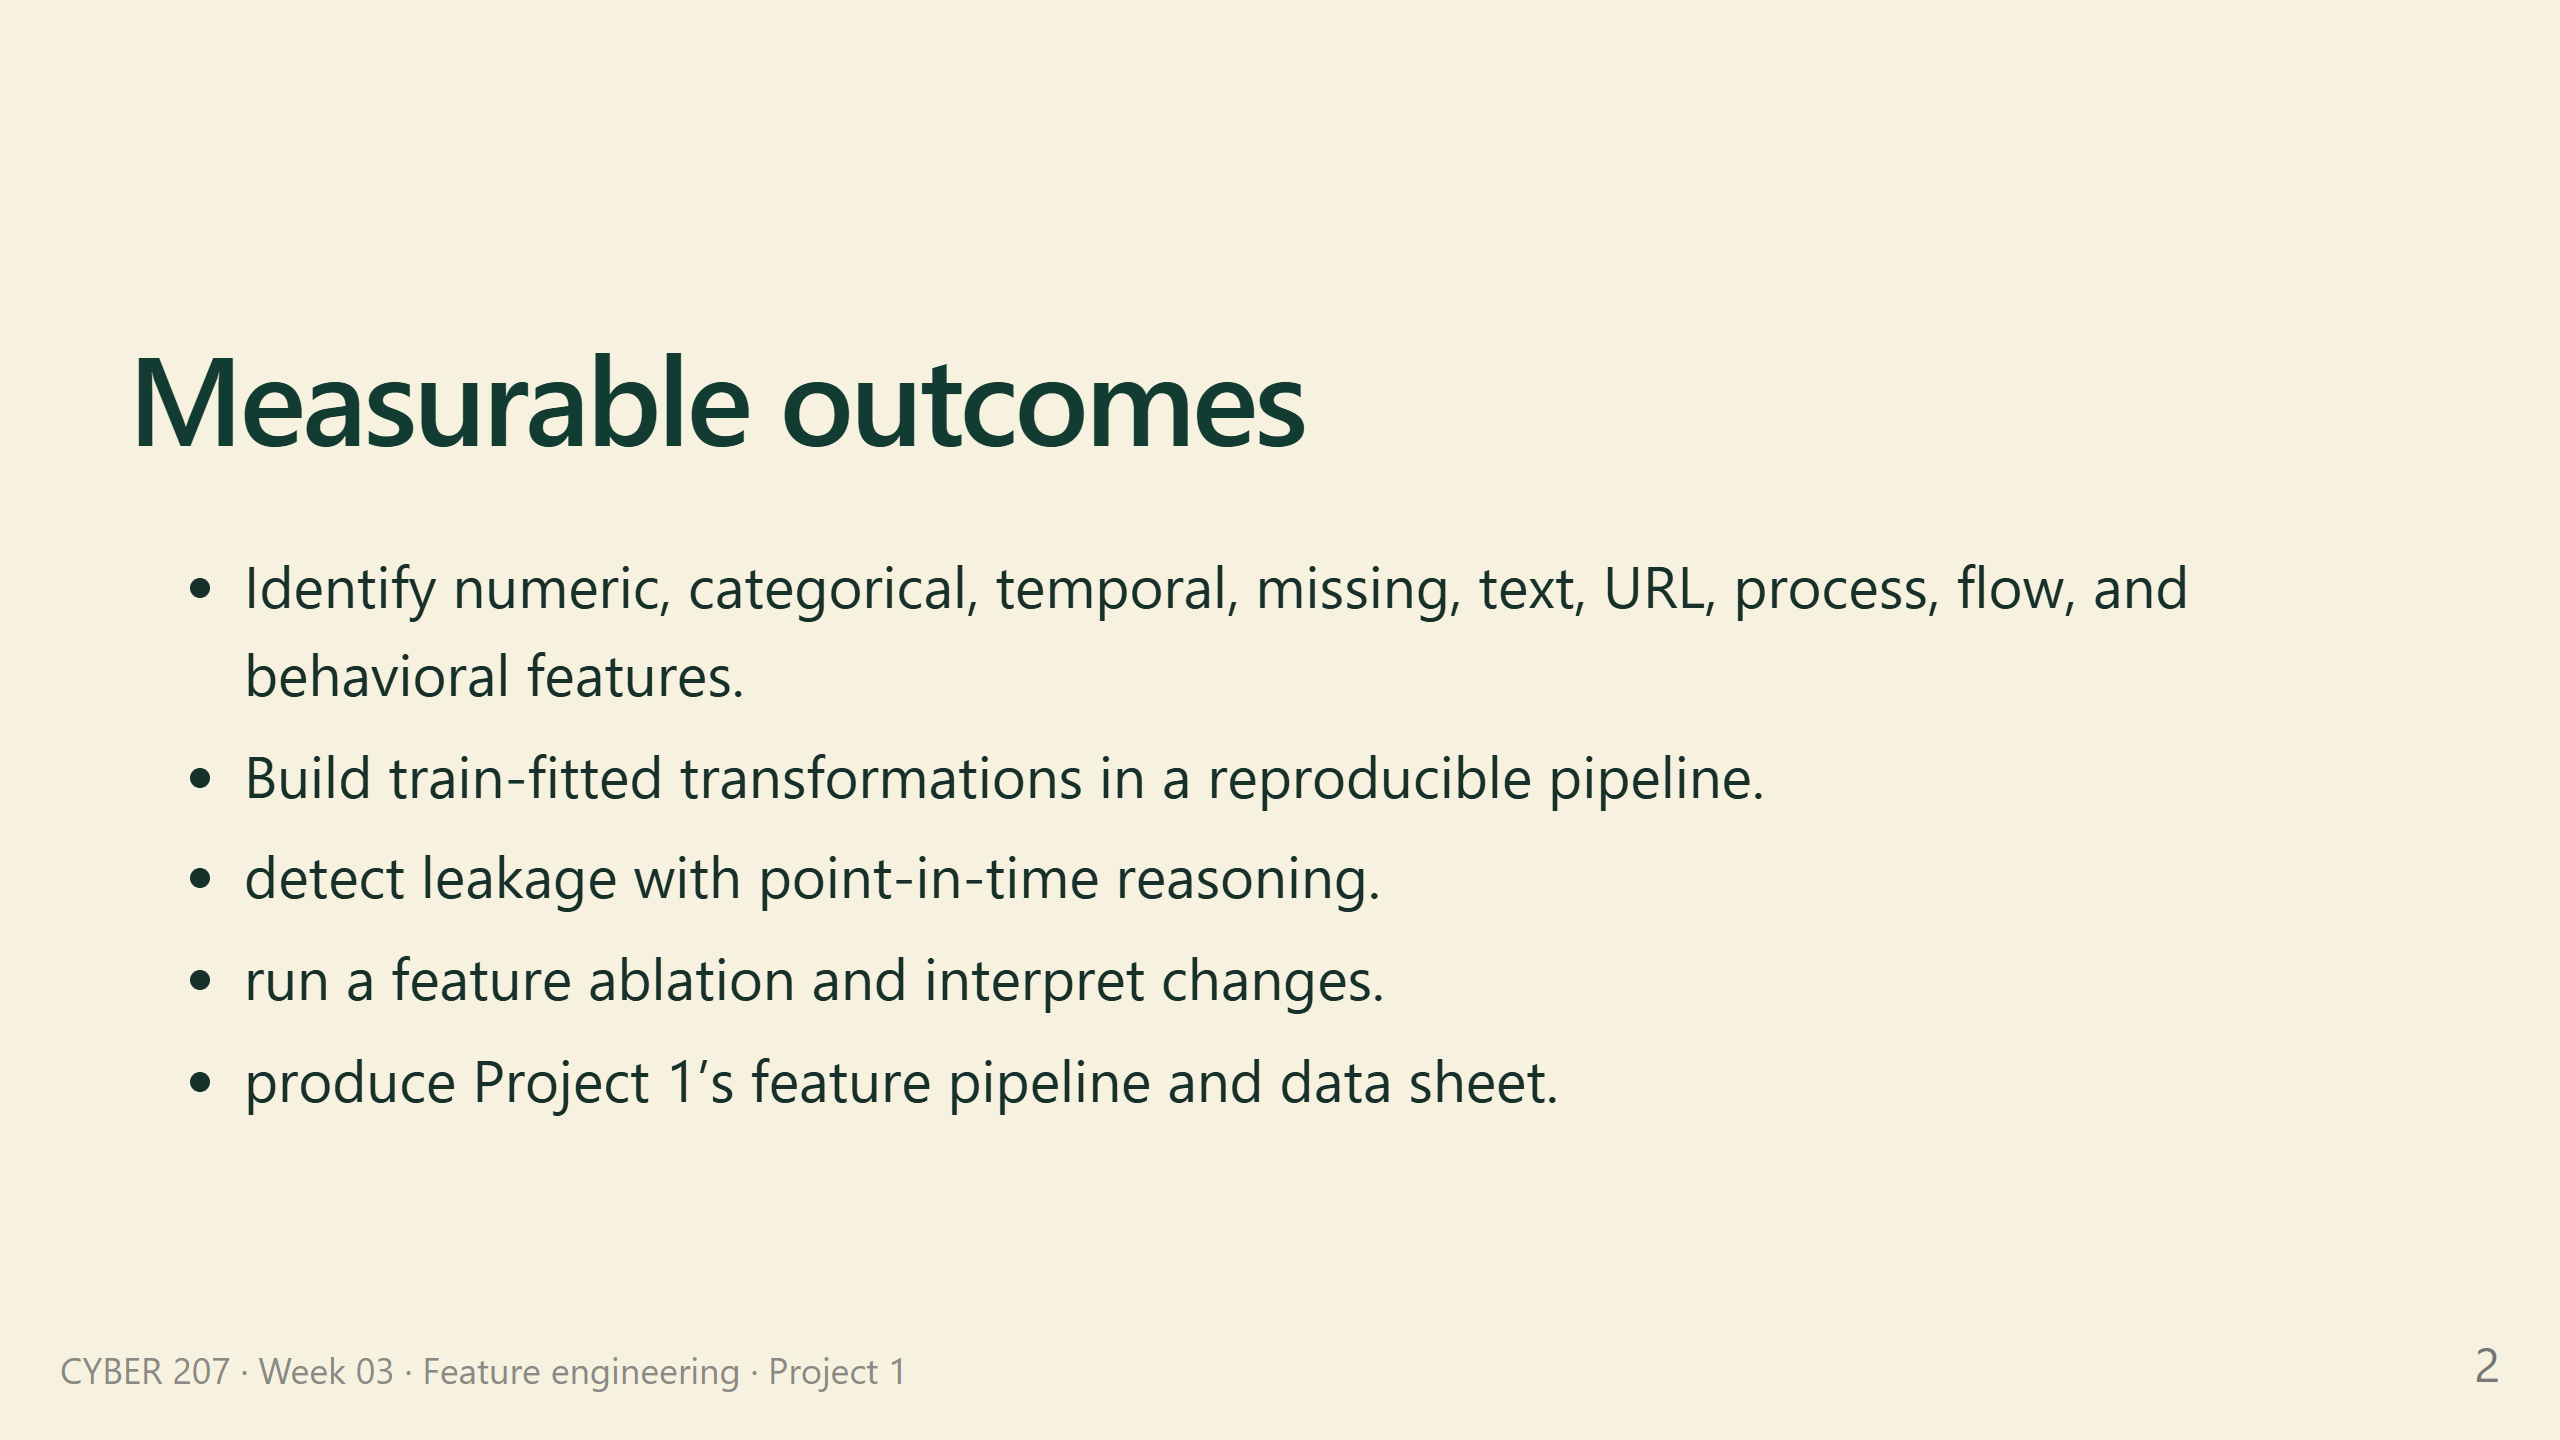 Measurable outcomes
• Identify numeric, categorical, temporal, missing, text, URL, process, flow, and
behavioral features.
• Build train-fitted transformations in a reproducible pipeline.
• detect leakage with point-in-time reasoning.
• run a feature ablation and interpret changes.
• produce Project 1’s feature pipeline and data sheet.
CYBER 207 · Week 03 · Feature engineering · Project 1
2